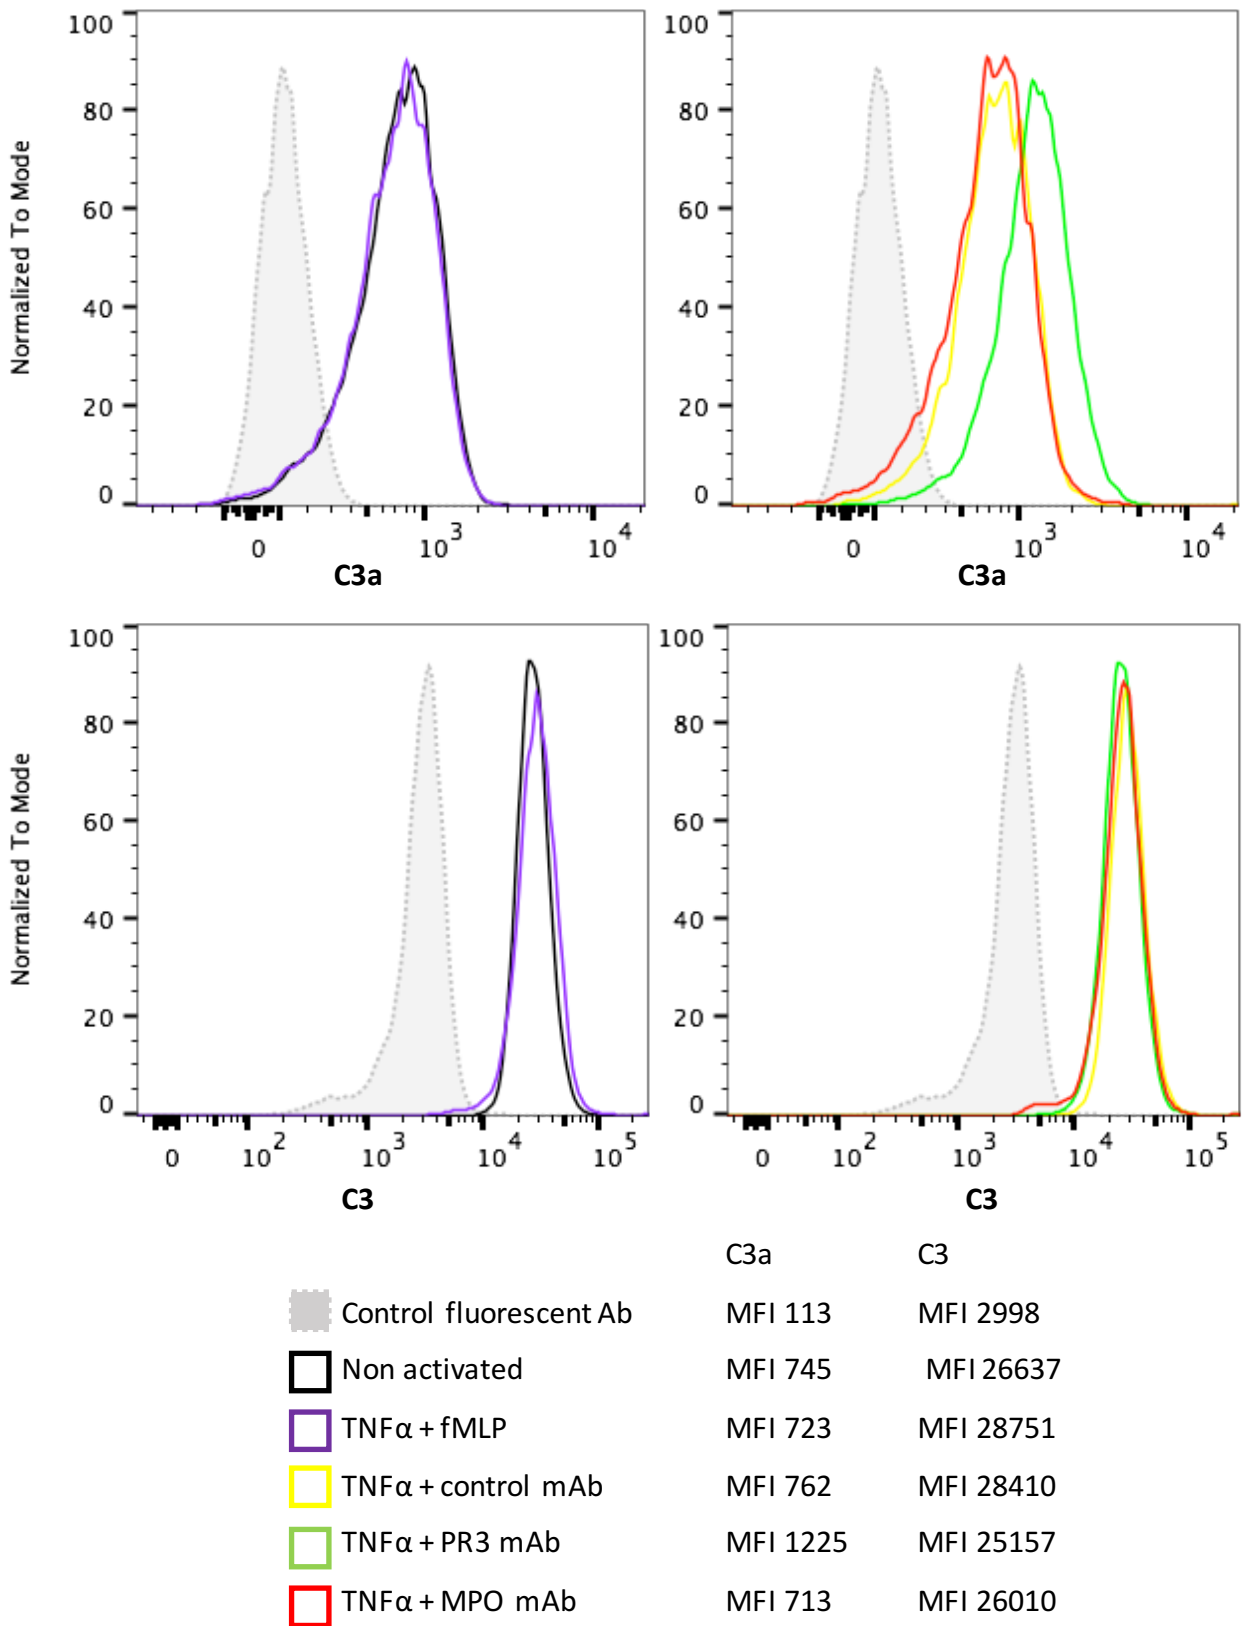 100
80
60
40
20
0
Normalized To Mode
0 10^3 10^4
C3a
100
80
60
40
20
0
0 10^3 10^4
C3a
100
80
60
40
20
0
Normalized To Mode
0 10^2 10^3 10^4 10^5
C3
100
80
60
40
20
0
0 10^2 10^3 10^4 10^5
C3
C3a C3
Control fluorescent Ab MFI 113 MFI 2998
Non activated MFI 745 MFI 26637
TNFα + fMLP MFI 723 MFI 28751
TNFα + control mAb MFI 762 MFI 28410
TNFα + PR3 mAb MFI 1225 MFI 25157
TNFα + MPO mAb MFI 713 MFI 26010